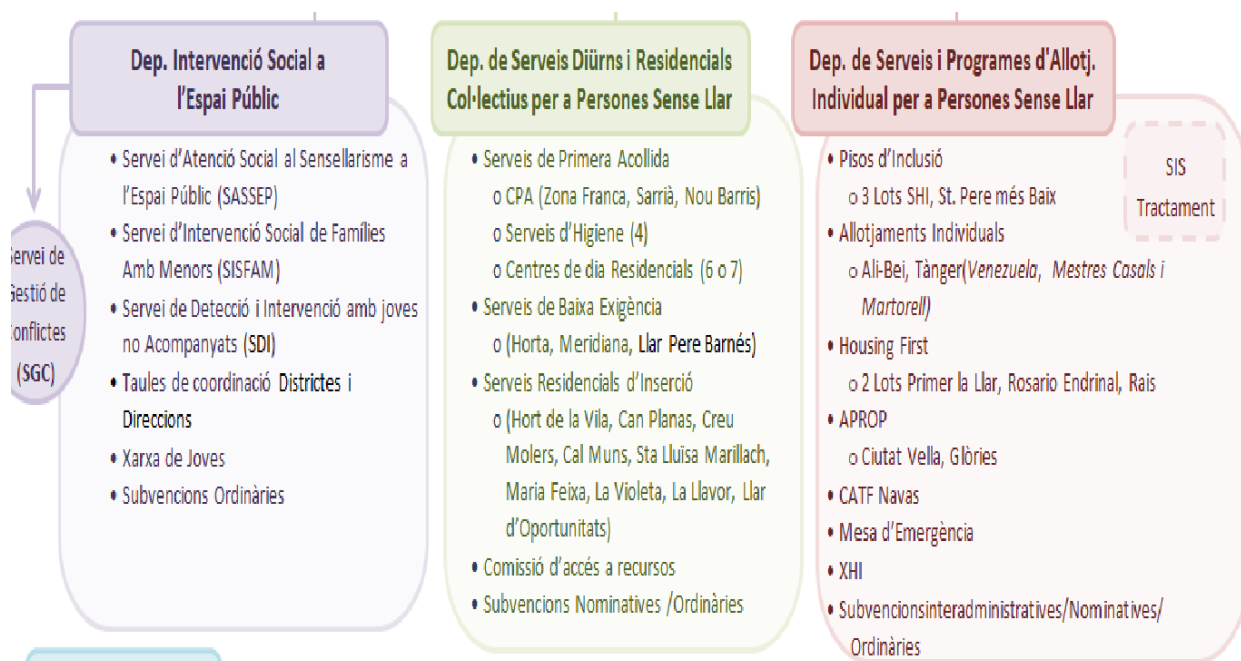 Dep. Intervenció Social a
l'Espai Públic
• Servei d'Atenció Social al Sensellarisme a
l'Espai Públic (SASSEP)
• Servei d'Intervenció Social de Famílies
Amb Menors (SISFAM)
• Servei de Detecció i Intervenció amb joves
no Acompanyats (SDI)
• Taules de coordinació Districtes i
Direccions
• Xarxa de Joves
• Subvencions Ordinàries
Servei de
Gestió de
Conflictes
(SGC)
Dep. de Serveis Diürns i Residencials
Col·lectius per a Persones Sense Llar
• Serveis de Primera Acollida
o CPA (Zona Franca, Sarrià, Nou Barris)
o Serveis d'Higiene (4)
o Centres de dia Residencials (6 o 7)
• Serveis de Baixa Exigència
o (Horta, Meridiana, Llar Pere Barnés)
• Serveis Residencials d'Inserció
o (Hort de la Vila, Can Planas, Creu
Molers, Cal Muns, Sta Lluïsa Marillach,
Maria Feixa, La Violeta, La Llavor, Llar
d'Oportunitats)
• Comissió d'accés a recursos
• Subvencions Nominatives /Ordinàries
Dep. de Serveis i Programes d'Allotj.
Individual per a Persones Sense Llar
• Pisos d'Inclusió
o 3 Lots SHI, St. Pere més Baix
• Allotjaments Individuals
o Ali-Bei, Tànger(Venezuela, Mestres Casals i
Martorell)
• Housing First
o 2 Lots Primer la Llar, Rosario Endrinal, Rais
• APROP
o Ciutat Vella, Glòries
• CATF Navas
• Mesa d'Emergència
• XHI
• Subvencionsinteradministratives/Nominatives/
Ordinàries
SIS
Tractament